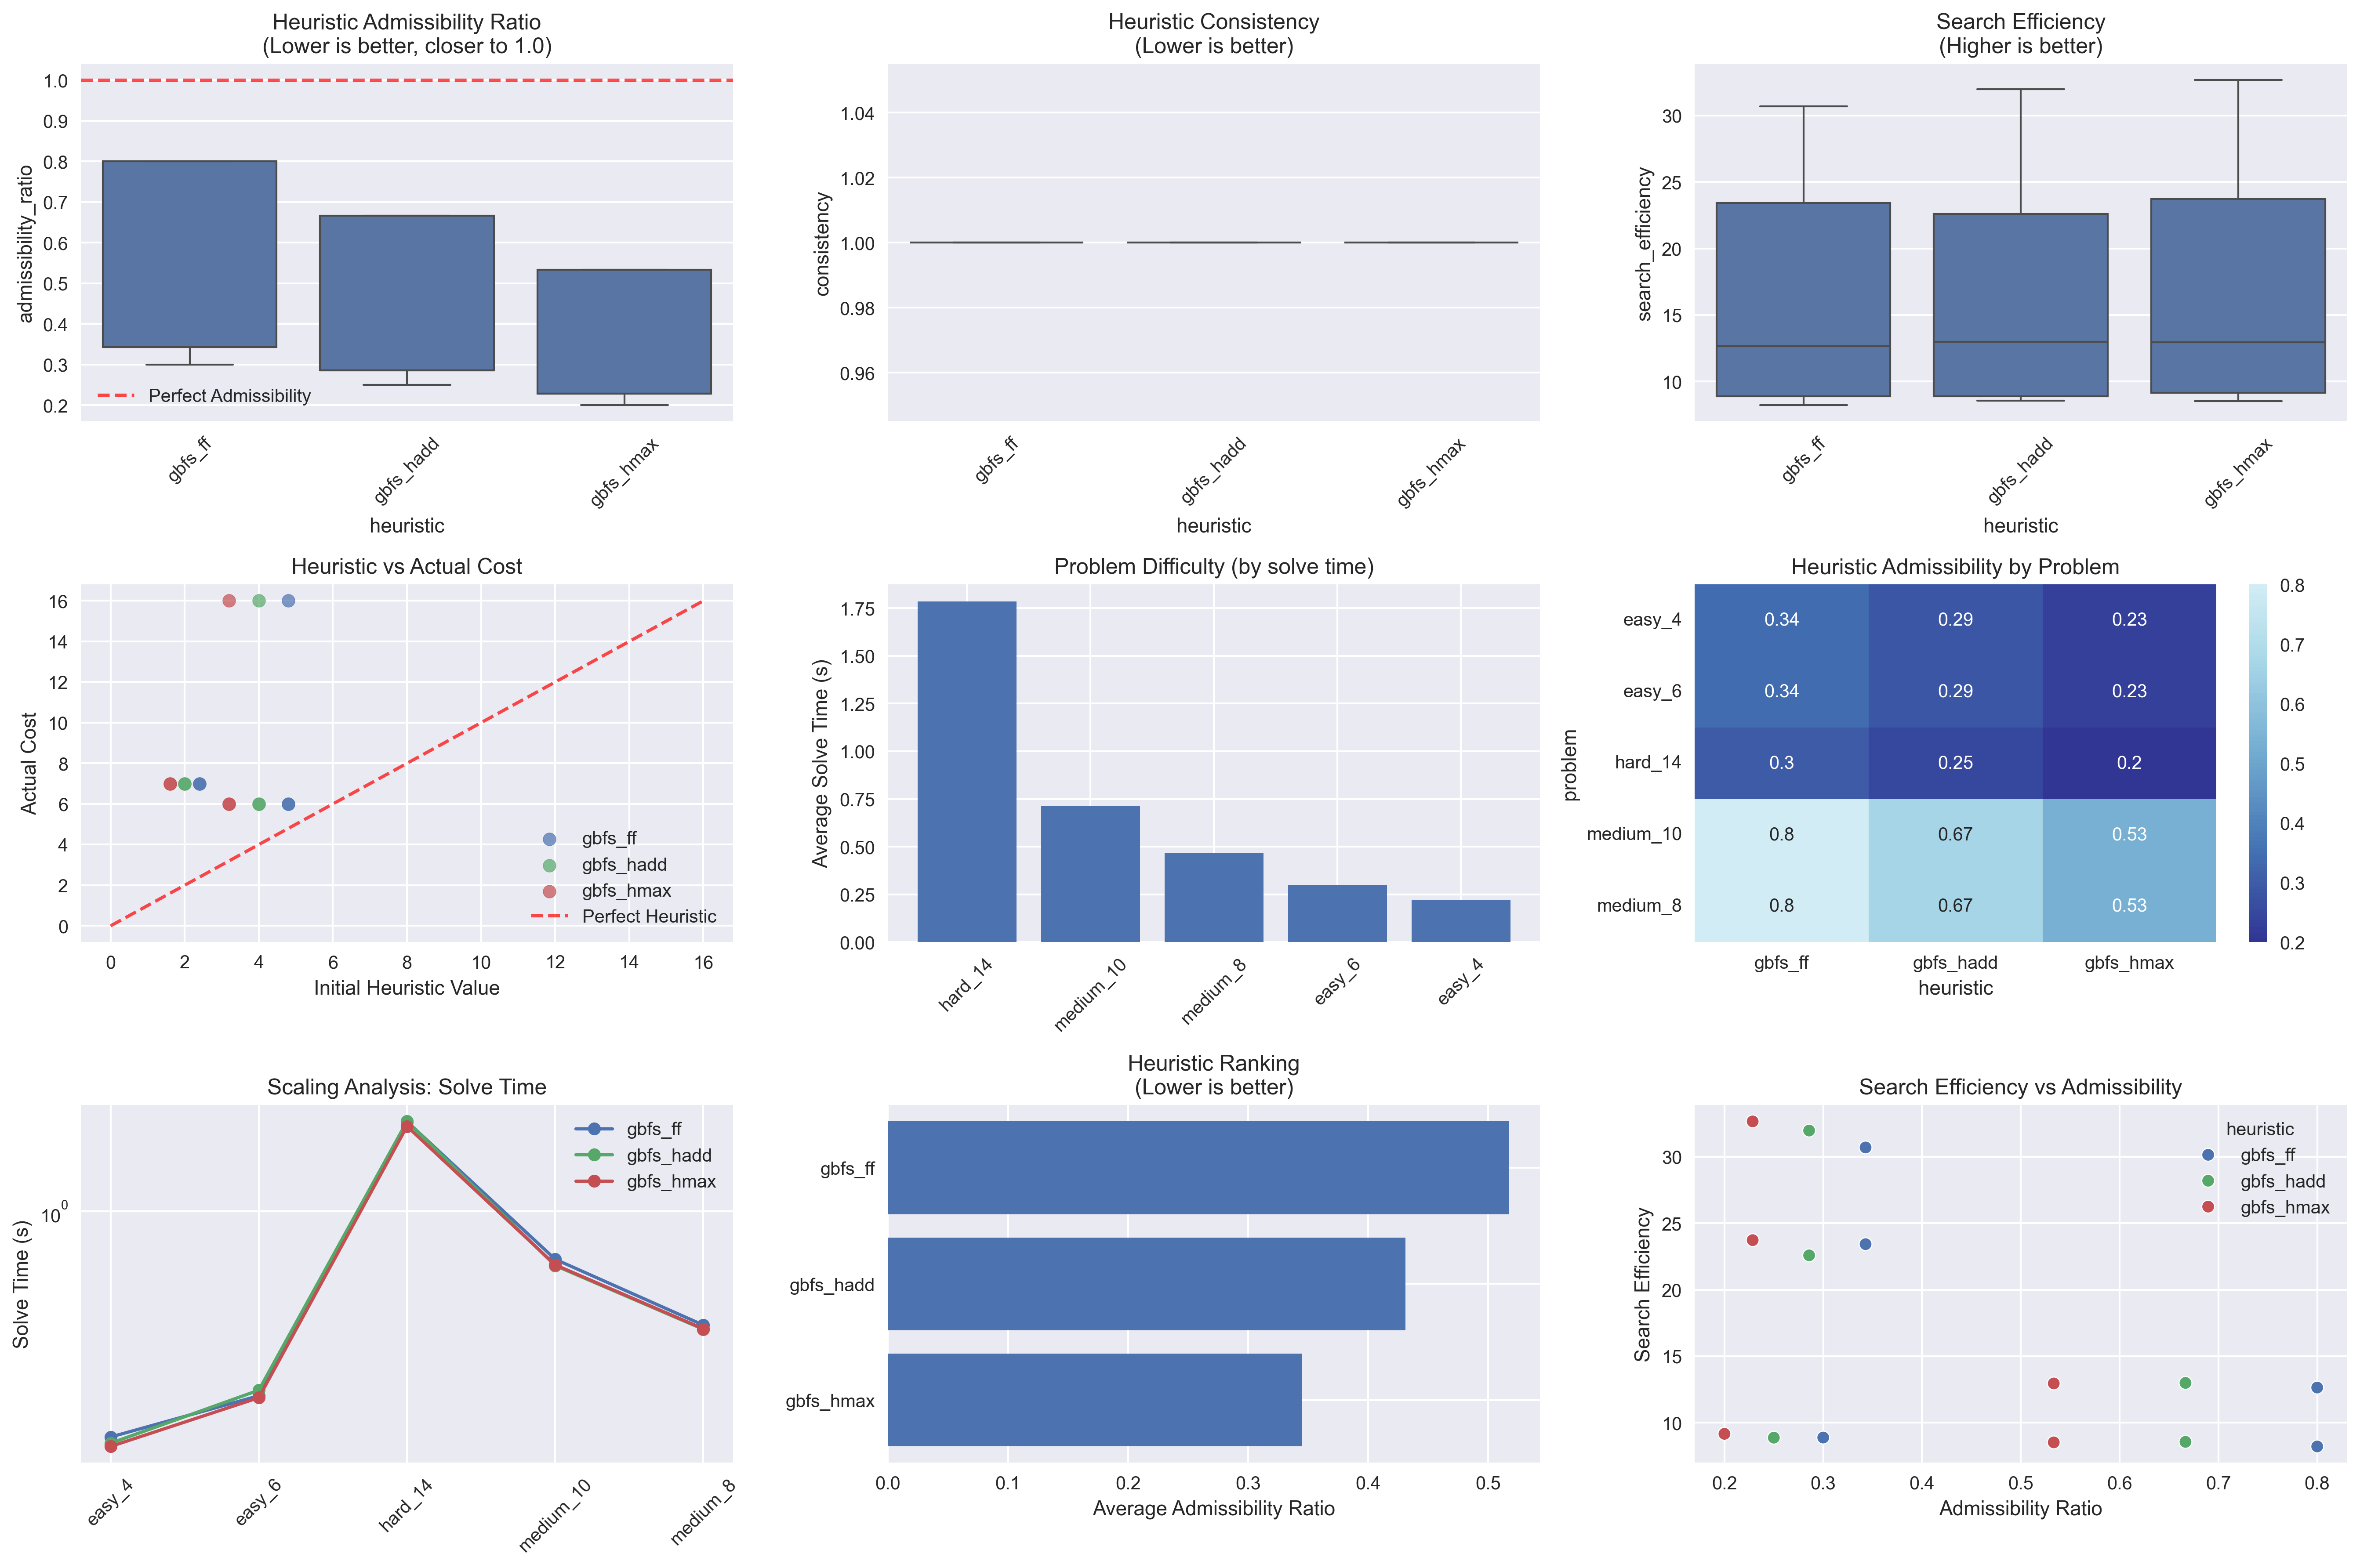 Heuristic Admissibility Ratio
(Lower is better, closer to 1.0)
admissibility_ratio
1.0
0.9
0.8
0.7
0.6
0.5
0.4
0.3
0.2
Perfect Admissibility
gbfs_ff
gbfs_hadd
gbfs_hmax
heuristic
Heuristic Consistency
(Lower is better)
consistency
1.04
1.02
1.00
0.98
0.96
gbfs_ff
gbfs_hadd
gbfs_hmax
heuristic
Search Efficiency
(Higher is better)
search_efficiency
30
25
20
15
10
gbfs_ff
gbfs_hadd
gbfs_hmax
heuristic
Heuristic vs Actual Cost
Actual Cost
16
14
12
10
8
6
4
2
0
gbfs_ff
gbfs_hadd
gbfs_hmax
Perfect Heuristic
0 2 4 6 8 10 12 14 16
Initial Heuristic Value
Problem Difficulty (by solve time)
Average Solve Time (s)
1.75
1.50
1.25
1.00
0.75
0.50
0.25
0.00
hard_14
medium_10
medium_8
easy_6
easy_4
Heuristic Admissibility by Problem
problem
easy_4 0.34 0.29 0.23
easy_6 0.34 0.29 0.23
hard_14 0.3 0.25 0.2
medium_10 0.8 0.67 0.53
medium_8 0.8 0.67 0.53
gbfs_ff gbfs_hadd gbfs_hmax
heuristic
0.8
0.7
0.6
0.5
0.4
0.3
0.2
Scaling Analysis: Solve Time
Solve Time (s)
10^0
gbfs_ff
gbfs_hadd
gbfs_hmax
easy_4
easy_6
hard_14
medium_10
medium_8
Heuristic Ranking
(Lower is better)
gbfs_ff
gbfs_hadd
gbfs_hmax
0.0 0.1 0.2 0.3 0.4 0.5
Average Admissibility Ratio
Search Efficiency vs Admissibility
Search Efficiency
30
25
20
15
10
heuristic
gbfs_ff
gbfs_hadd
gbfs_hmax
0.2 0.3 0.4 0.5 0.6 0.7 0.8
Admissibility Ratio